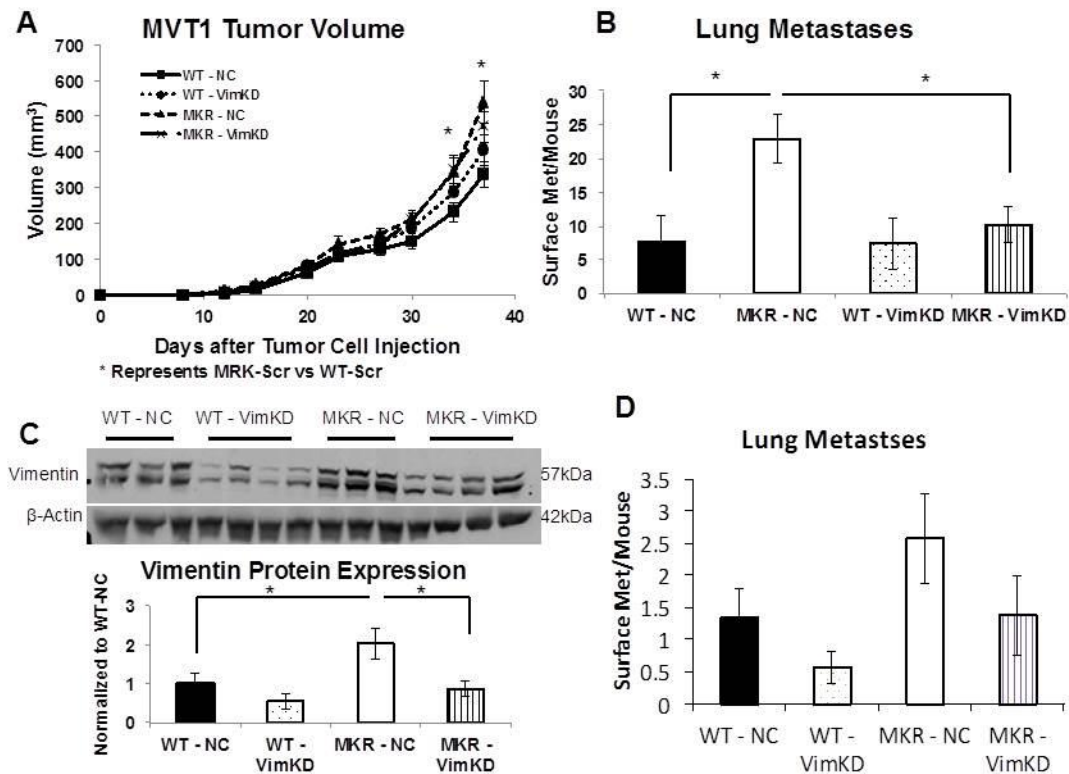 A
MVT1 Tumor Volume
700
600
500
400
300
200
100
0
Volume (mm³)
WT - NC
WT - VimKD
MKR - NC
MKR - VimKD
*
*
0
10
20
30
40
Days after Tumor Cell Injection
* Represents MRK-Scr vs WT-Scr
B
Lung Metastases
*
*
30
25
20
15
10
5
0
Surface Met/Mouse
WT - NC
MKR - NC
WT - VimKD
MKR - VimKD
C
WT - NC
WT - VimKD
MKR - NC
MKR - VimKD
Vimentin
57kDa
β-Actin
42kDa
Vimentin Protein Expression
*
*
Normalized to WT-NC
3
2
1
0
WT - NC
WT -
VimKD
MKR - NC
MKR -
VimKD
D
Lung Metastses
3.5
3
2.5
2
1.5
1
0.5
0
Surface Met/Mouse
WT - NC
WT -
VimKD
MKR - NC
MKR -
VimKD